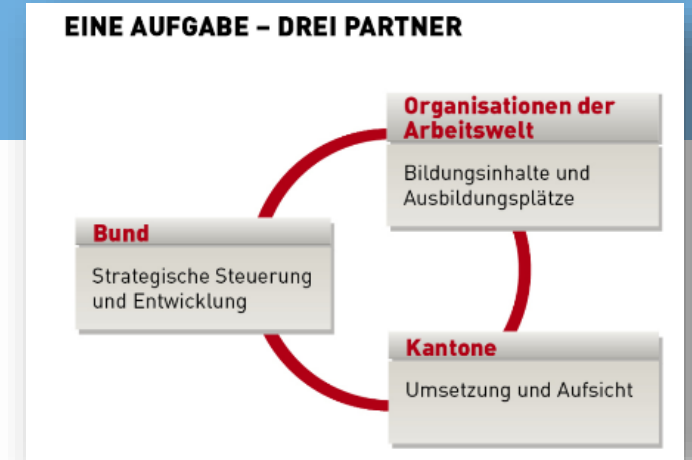 EINE AUFGABE – DREI PARTNER
Organisationen der
Arbeitswelt
Bildungsinhalte und
Ausbildungsplätze
Bund
Strategische Steuerung
und Entwicklung
Kantone
Umsetzung und Aufsicht